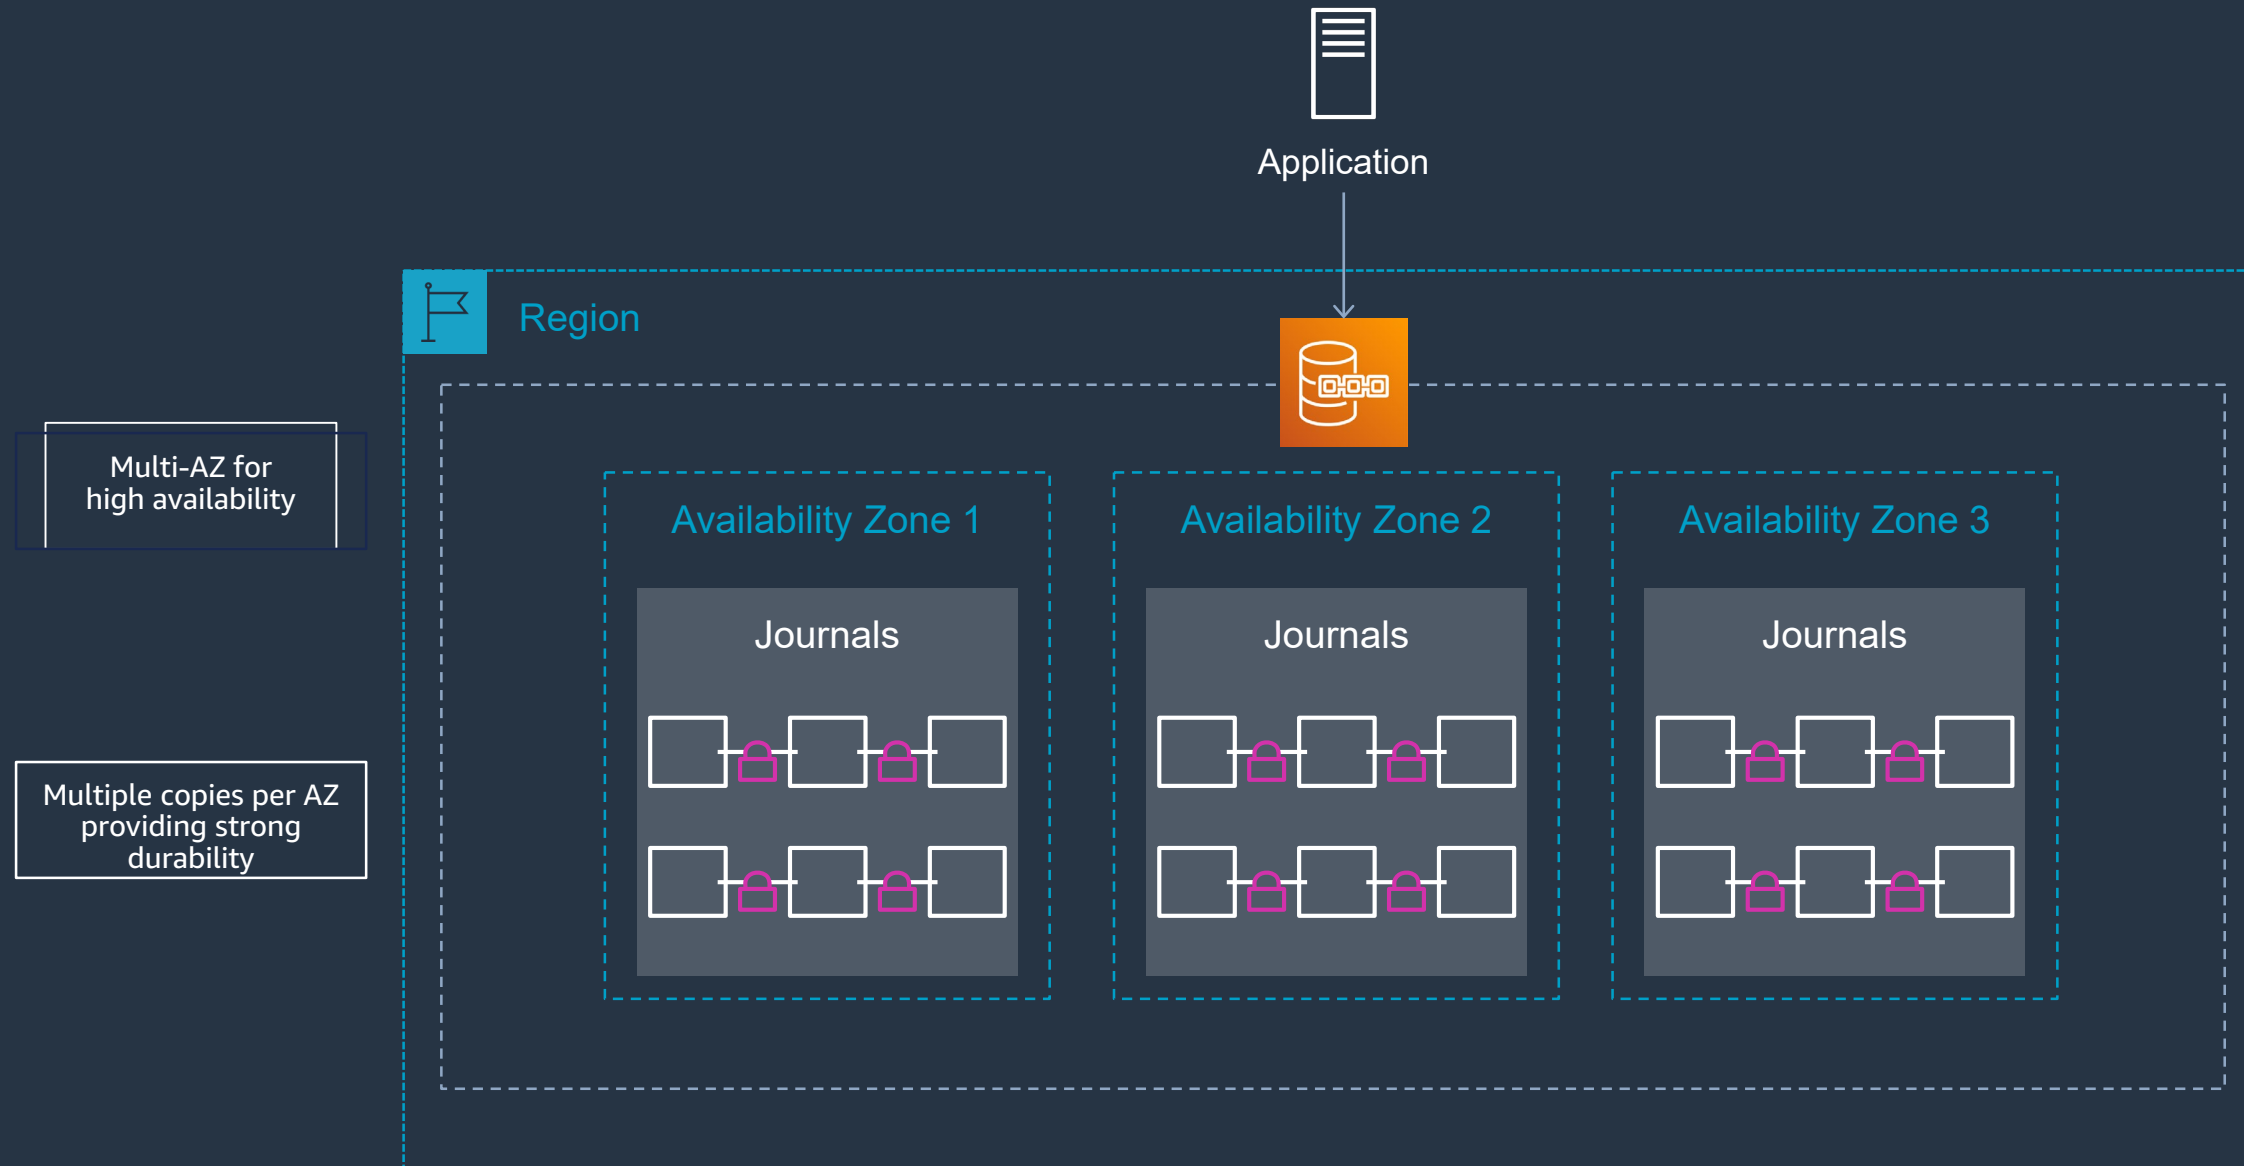 Application
Region
Multi-AZ for
high availability
Availability Zone 1
Availability Zone 2
Availability Zone 3
Journals
Journals
Journals
Multiple copies per AZ
providing strong
durability